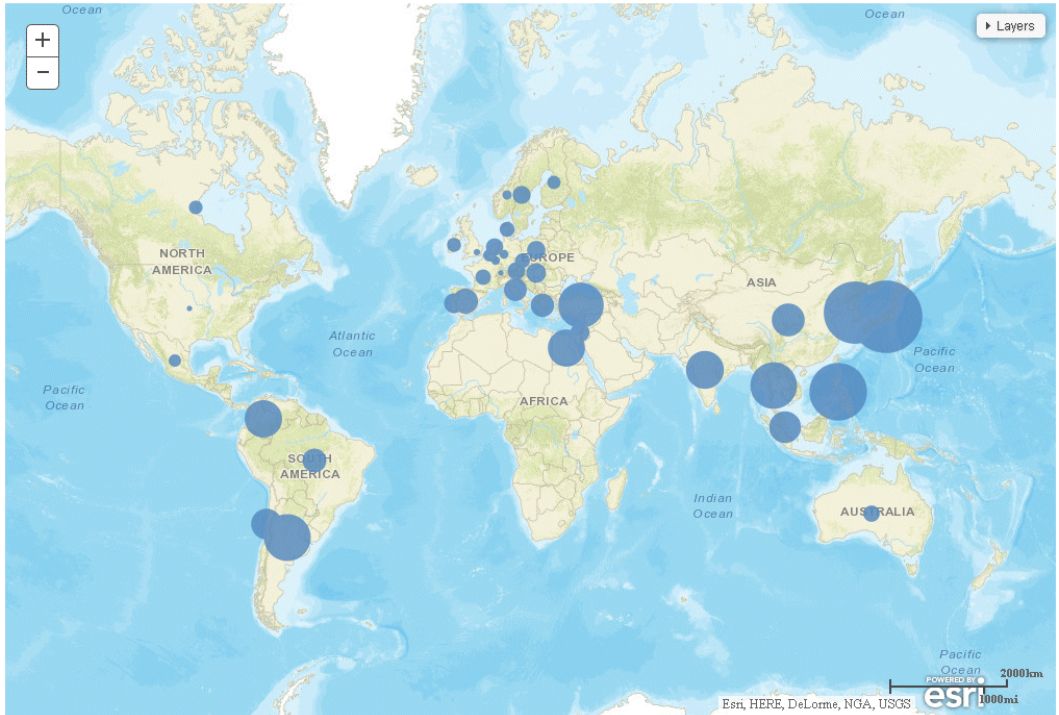 Ocean
Ocean
Layers
+
−
NORTH
AMERICA
EUROPE
ASIA
Atlantic
Ocean
Pacific
Ocean
Pacific
Ocean
AFRICA
SOUTH
AMERICA
Indian
Ocean
AUSTRALIA
Pacific
Ocean
2000km
POWERED BY
esri
1000mi
Esri, HERE, DeLorme, NGA, USGS